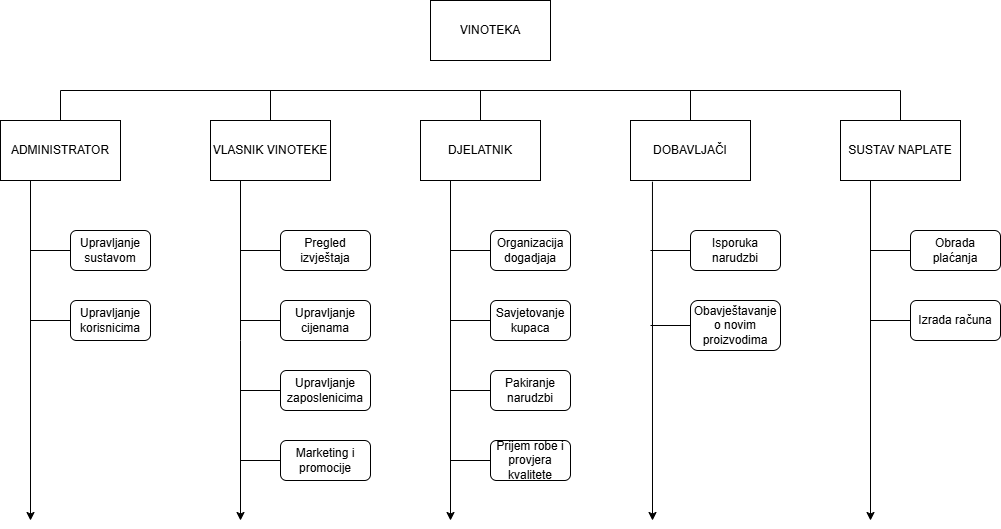 VINOTEKA
ADMINISTRATOR
VLASNIK VINOTEKE
DJELATNIK
DOBAVLJAČI
SUSTAV NAPLATE
Upravljanje
sustavom
Upravljanje
korisnicima
Pregled
izvještaja
Upravljanje
cijenama
Upravljanje
zaposlenicima
Marketing i
promocije
Organizacija
dogadjaja
Savjetovanje
kupaca
Pakiranje
narudzbi
Prijem robe i
provjera
kvalitete
Isporuka
narudzbi
Obavještavanje
o novim
proizvodima
Obrada
plaćanja
Izrada računa